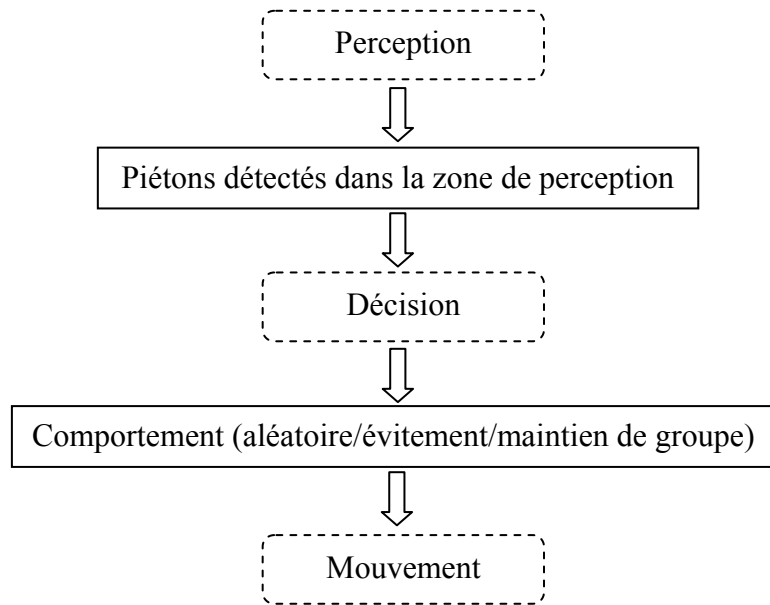 Perception
Piétons détectés dans la zone de perception
Décision
Comportement (aléatoire/évitement/maintien de groupe)
Mouvement